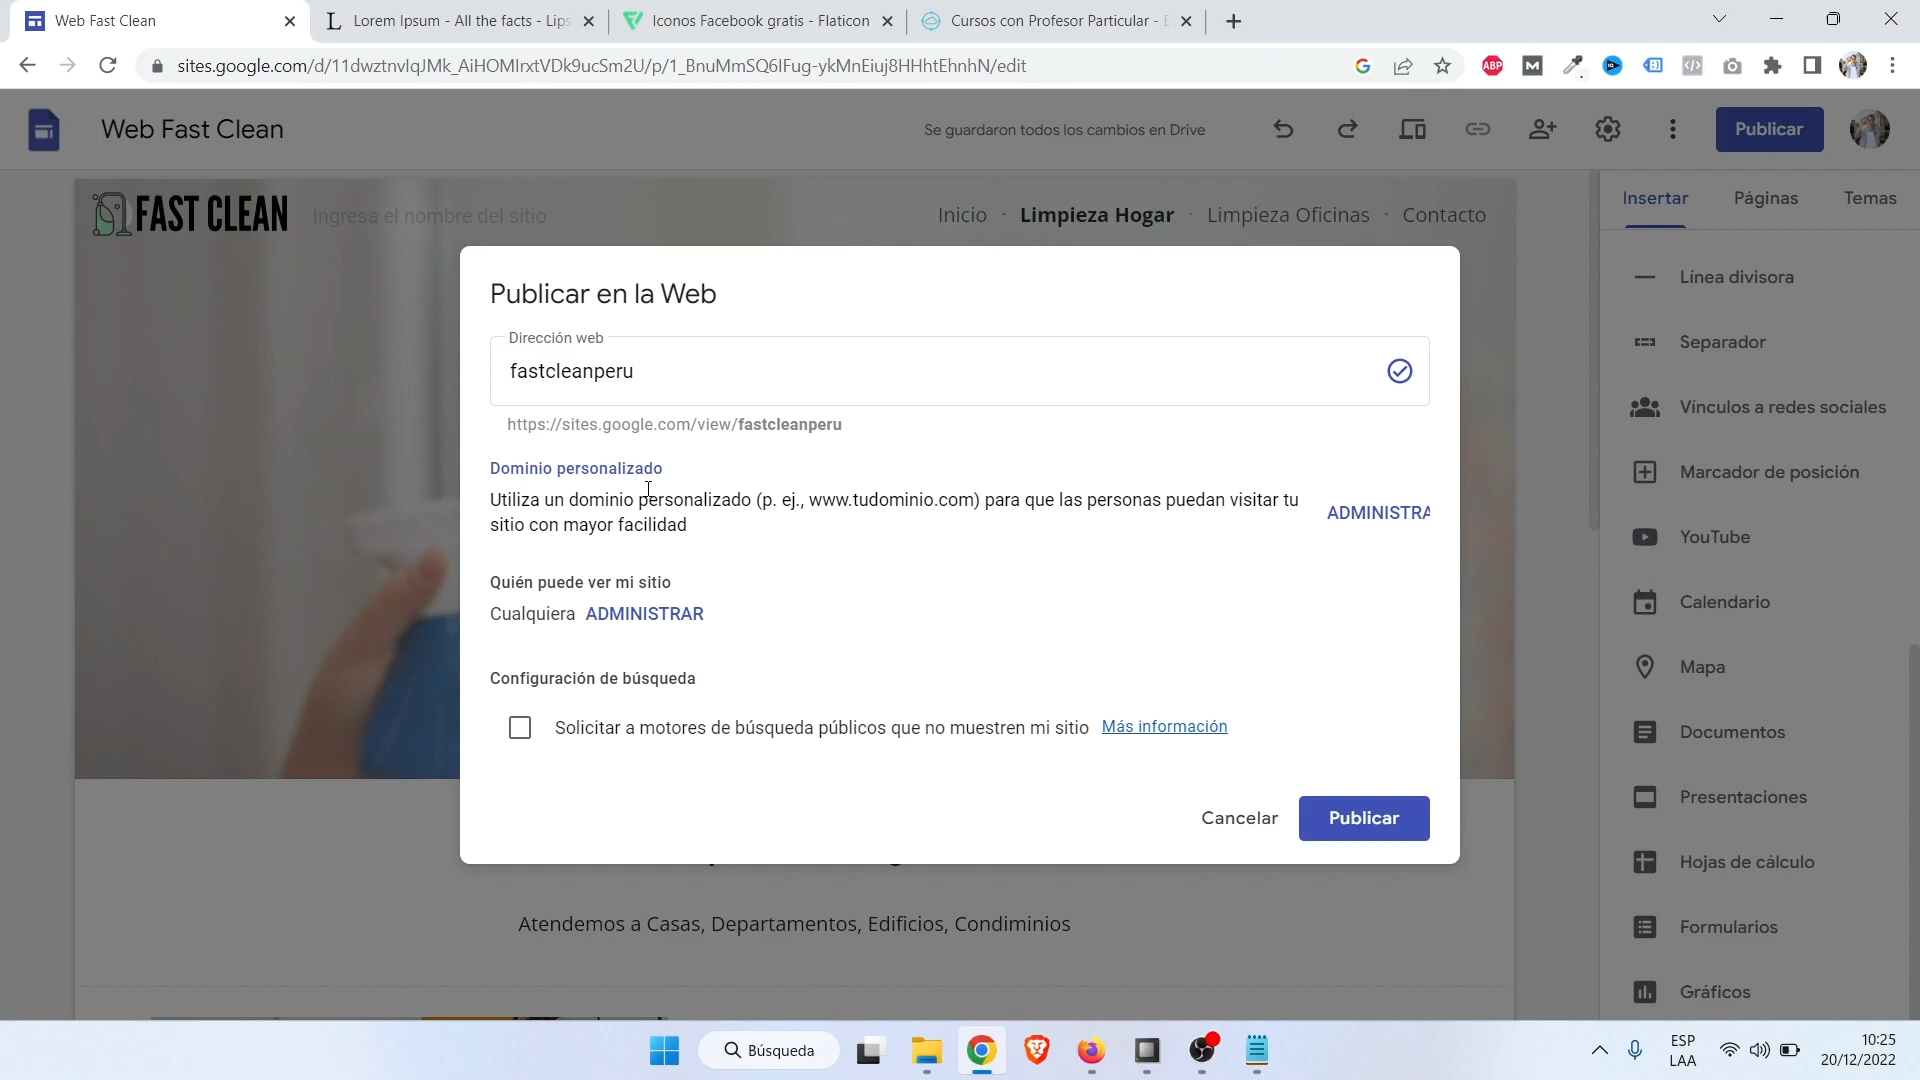 Web Fast Clean
Lorem Ipsum - All the facts - Lips
Iconos Facebook gratis - Flaticon
Cursos con Profesor Particular - E
sites.google.com/d/11dwztnvlqJMk_AiHOMIrxtVDk9ucSm2U/p/1_BnuMmSQ6IFug-ykMnEiuj8HHhtEhnhN/edit
Web Fast Clean
Se guardaron todos los cambios en Drive
Publicar
FAST CLEAN
Ingresa el nombre del sitio
Inicio · Limpieza Hogar · Limpieza Oficinas · Contacto
Insertar
Páginas
Temas
Línea divisora
Separador
Vínculos a redes sociales
Marcador de posición
YouTube
Calendario
Mapa
Documentos
Presentaciones
Hojas de cálculo
Formularios
Gráficos
Publicar en la Web
Dirección web
fastcleanperu
https://sites.google.com/view/fastcleanperu
Dominio personalizado
Utiliza un dominio personalizado (p. ej., www.tudominio.com) para que las personas puedan visitar tu
sitio con mayor facilidad
ADMINISTRA
Quién puede ver mi sitio
Cualquiera ADMINISTRAR
Configuración de búsqueda
Solicitar a motores de búsqueda públicos que no muestren mi sitio Más información
Cancelar
Publicar
Atendemos a Casas, Departamentos, Edificios, Condiminios
Búsqueda
ESP
LAA
10:25
20/12/2022